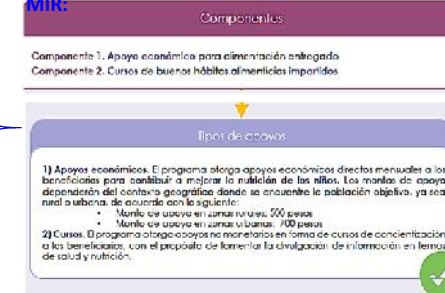 MIR:
Componentes
Componente 1. Apoyo económico para alimentación entregado
Componente 2. Cursos de buenos hábitos alimenticios impartidos
Tipos de apoyos
1) Apoyos económicos. El programa otorga apoyos económicos directos mensuales a los
beneficiarios para contribuir a mejorar la nutrición de los niños. Los montos de apoyo
dependerán del contexto geográfico donde se encuentre la población objetivo, ya sea
rural o urbana, de acuerdo con lo siguiente:
• Monto de apoyo en zonas rurales: 500 pesos
• Monto de apoyo en zonas urbanas: 700 pesos
2) Cursos. El programa otorga apoyos no monetarios en forma de cursos de concientización
a los beneficiarios, con el propósito de fomentar la divulgación de información en temas
de salud y nutrición.